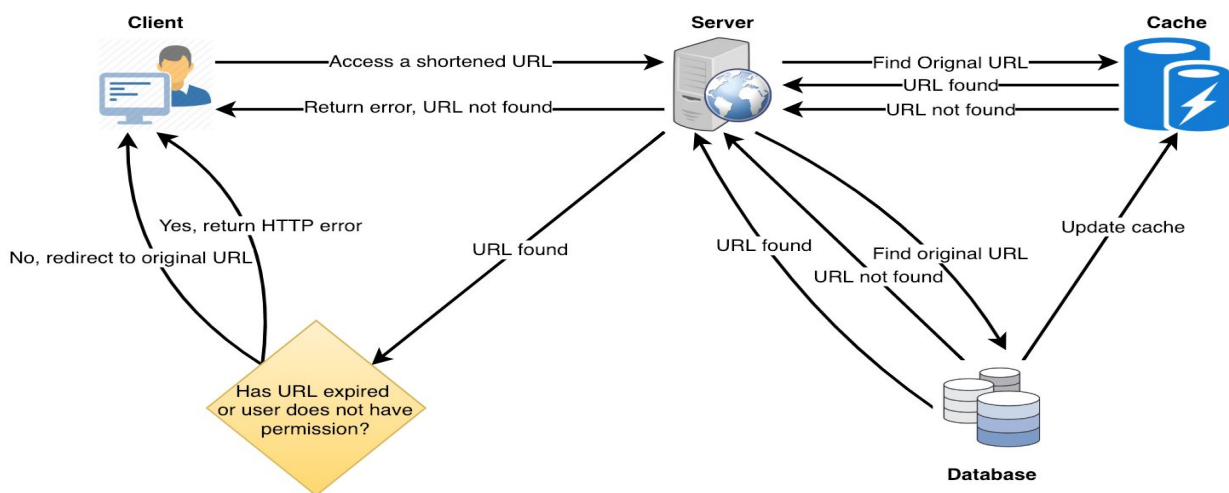 Client
Server
Cache
Access a shortened URL
Find Orignal URL
URL found
Return error, URL not found
URL not found
Yes, return HTTP error
No, redirect to original URL
URL found
URL found
Find original URL
URL not found
Update cache
Has URL expired
or user does not have
permission?
Database